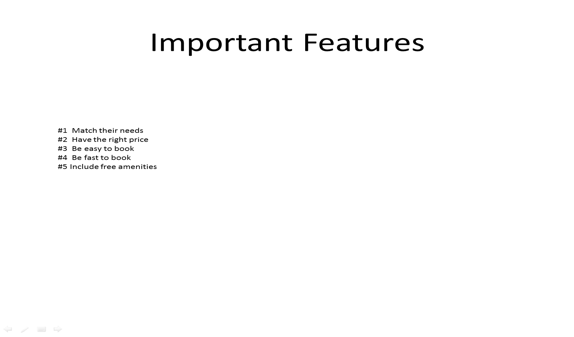 Important Features
#1 Match their needs
#2 Have the right price
#3 Be easy to book
#4 Be fast to book
#5 Include free amenities